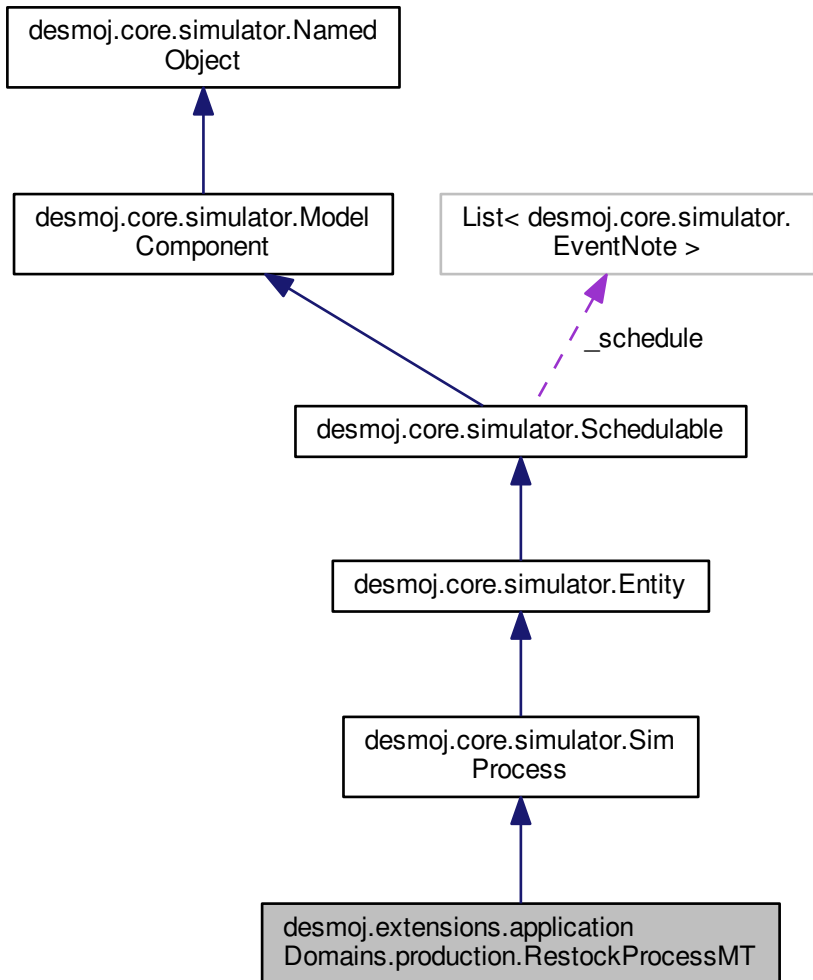 desmoj.core.simulator.Named
Object
desmoj.core.simulator.Model
Component
List< desmoj.core.simulator.
EventNote >
_schedule
desmoj.core.simulator.Schedulable
desmoj.core.simulator.Entity
desmoj.core.simulator.Sim
Process
desmoj.extensions.application
Domains.production.RestockProcessMT